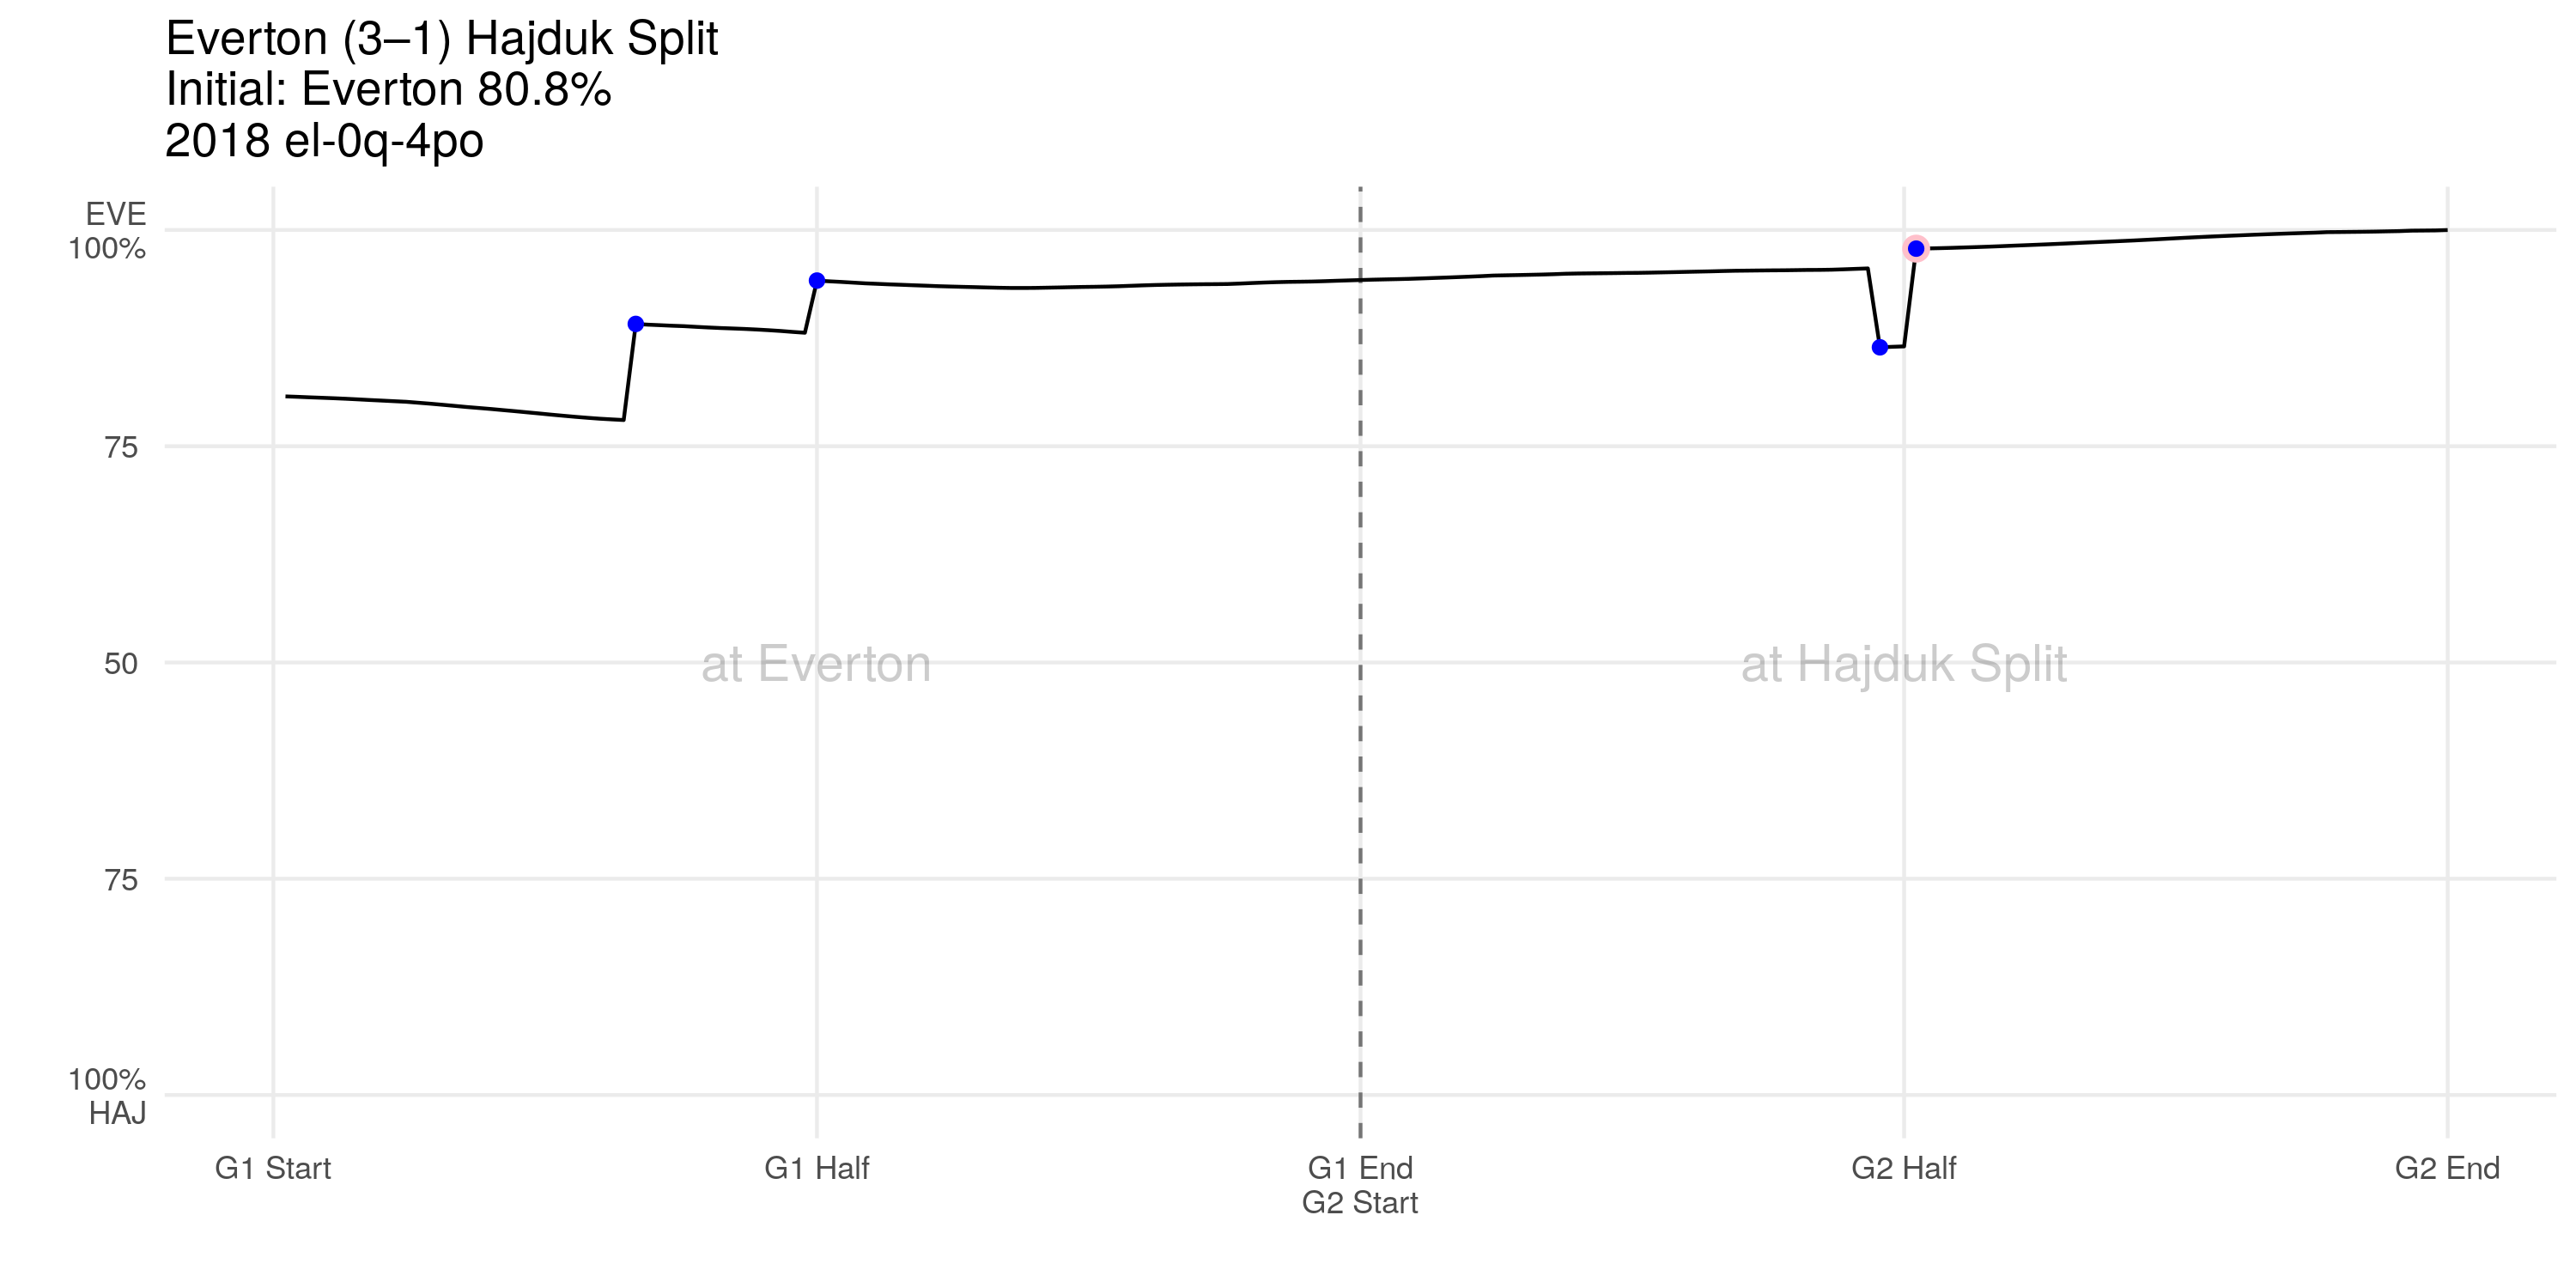 Everton (3–1) Hajduk Split
Initial: Everton 80.8%
2018 el-0q-4po
EVE
100%
75
50
75
100%
HAJ
at Everton
at Hajduk Split
G1 Start
G1 Half
G1 End
G2 Start
G2 Half
G2 End